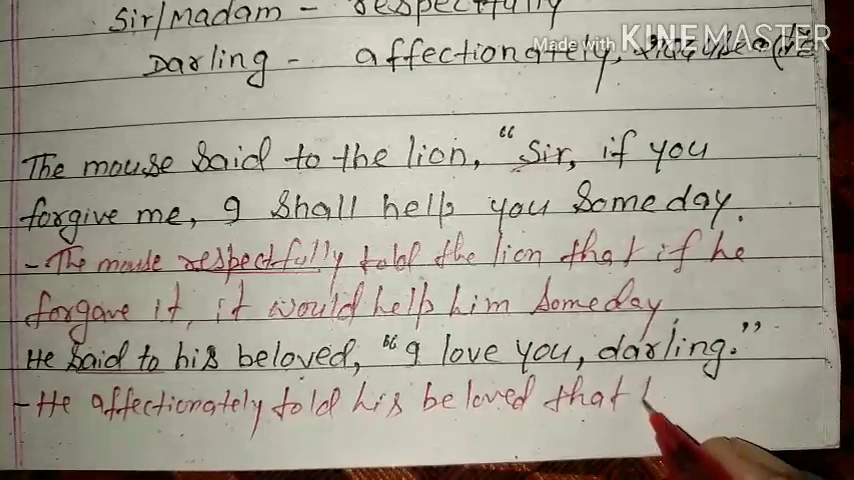 Sir/Madam - respectfully
Made with KINEMASTER
Darling - affectionately,
The mouse said to the lion, "Sir, if you
forgive me, I shall help you someday.
- The mouse respectfully told the lion that if he
forgave it, it would help him someday.
He said to his beloved, "I love you, darling."
- He affectionately told his beloved that